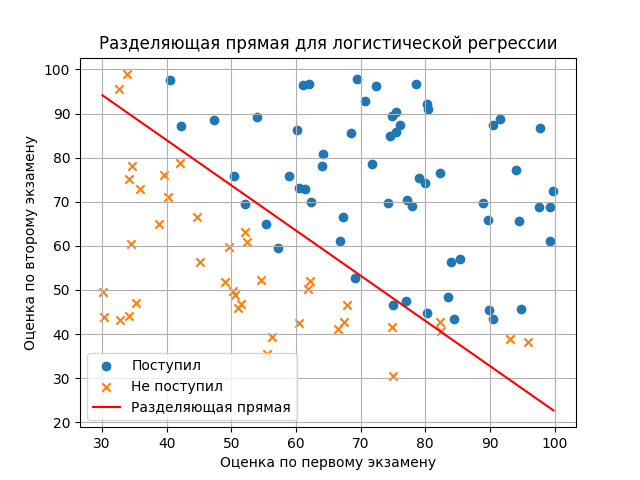 Разделяющая прямая для логистической регрессии
100
90
80
70
60
50
40
30
20
Оценка по второму экзамену
Поступил
Не поступил
Разделяющая прямая
30 40 50 60 70 80 90 100
Оценка по первому экзамену